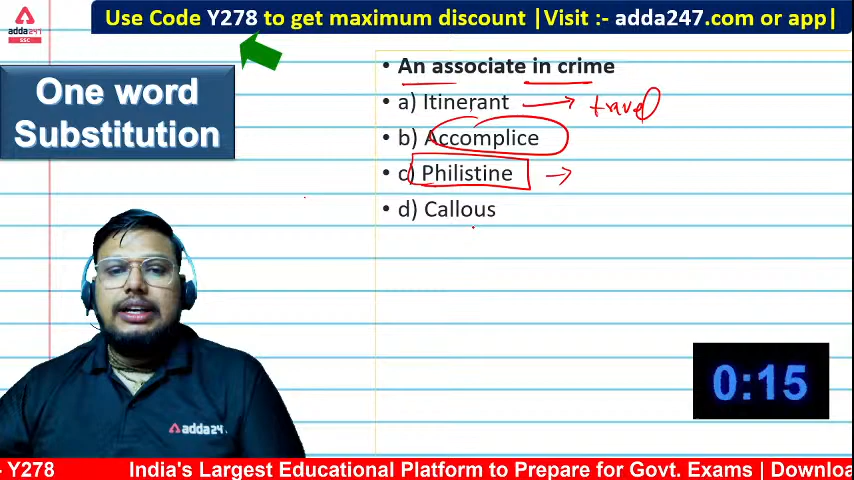 Use Code Y278 to get maximum discount |Visit :- adda247.com or app|
adda247
SSC
One word
Substitution
• An associate in crime
• a) Itinerant → travel
• b) Accomplice
• c) Philistine →
• d) Callous
0:15
adda24
- Y278 India's Largest Educational Platform to Prepare for Govt. Exams | Downloa